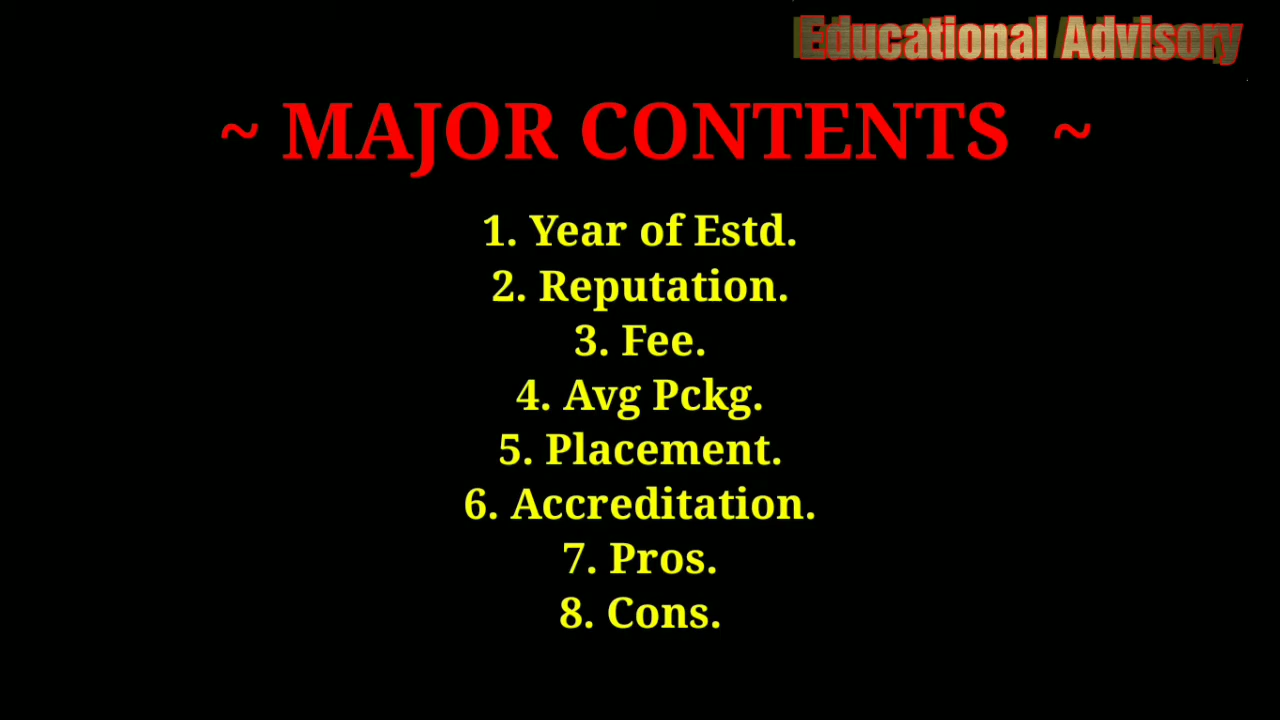 Educational Advisory
~ MAJOR CONTENTS ~
1. Year of Estd.
2. Reputation.
3. Fee.
4. Avg Pckg.
5. Placement.
6. Accreditation.
7. Pros.
8. Cons.